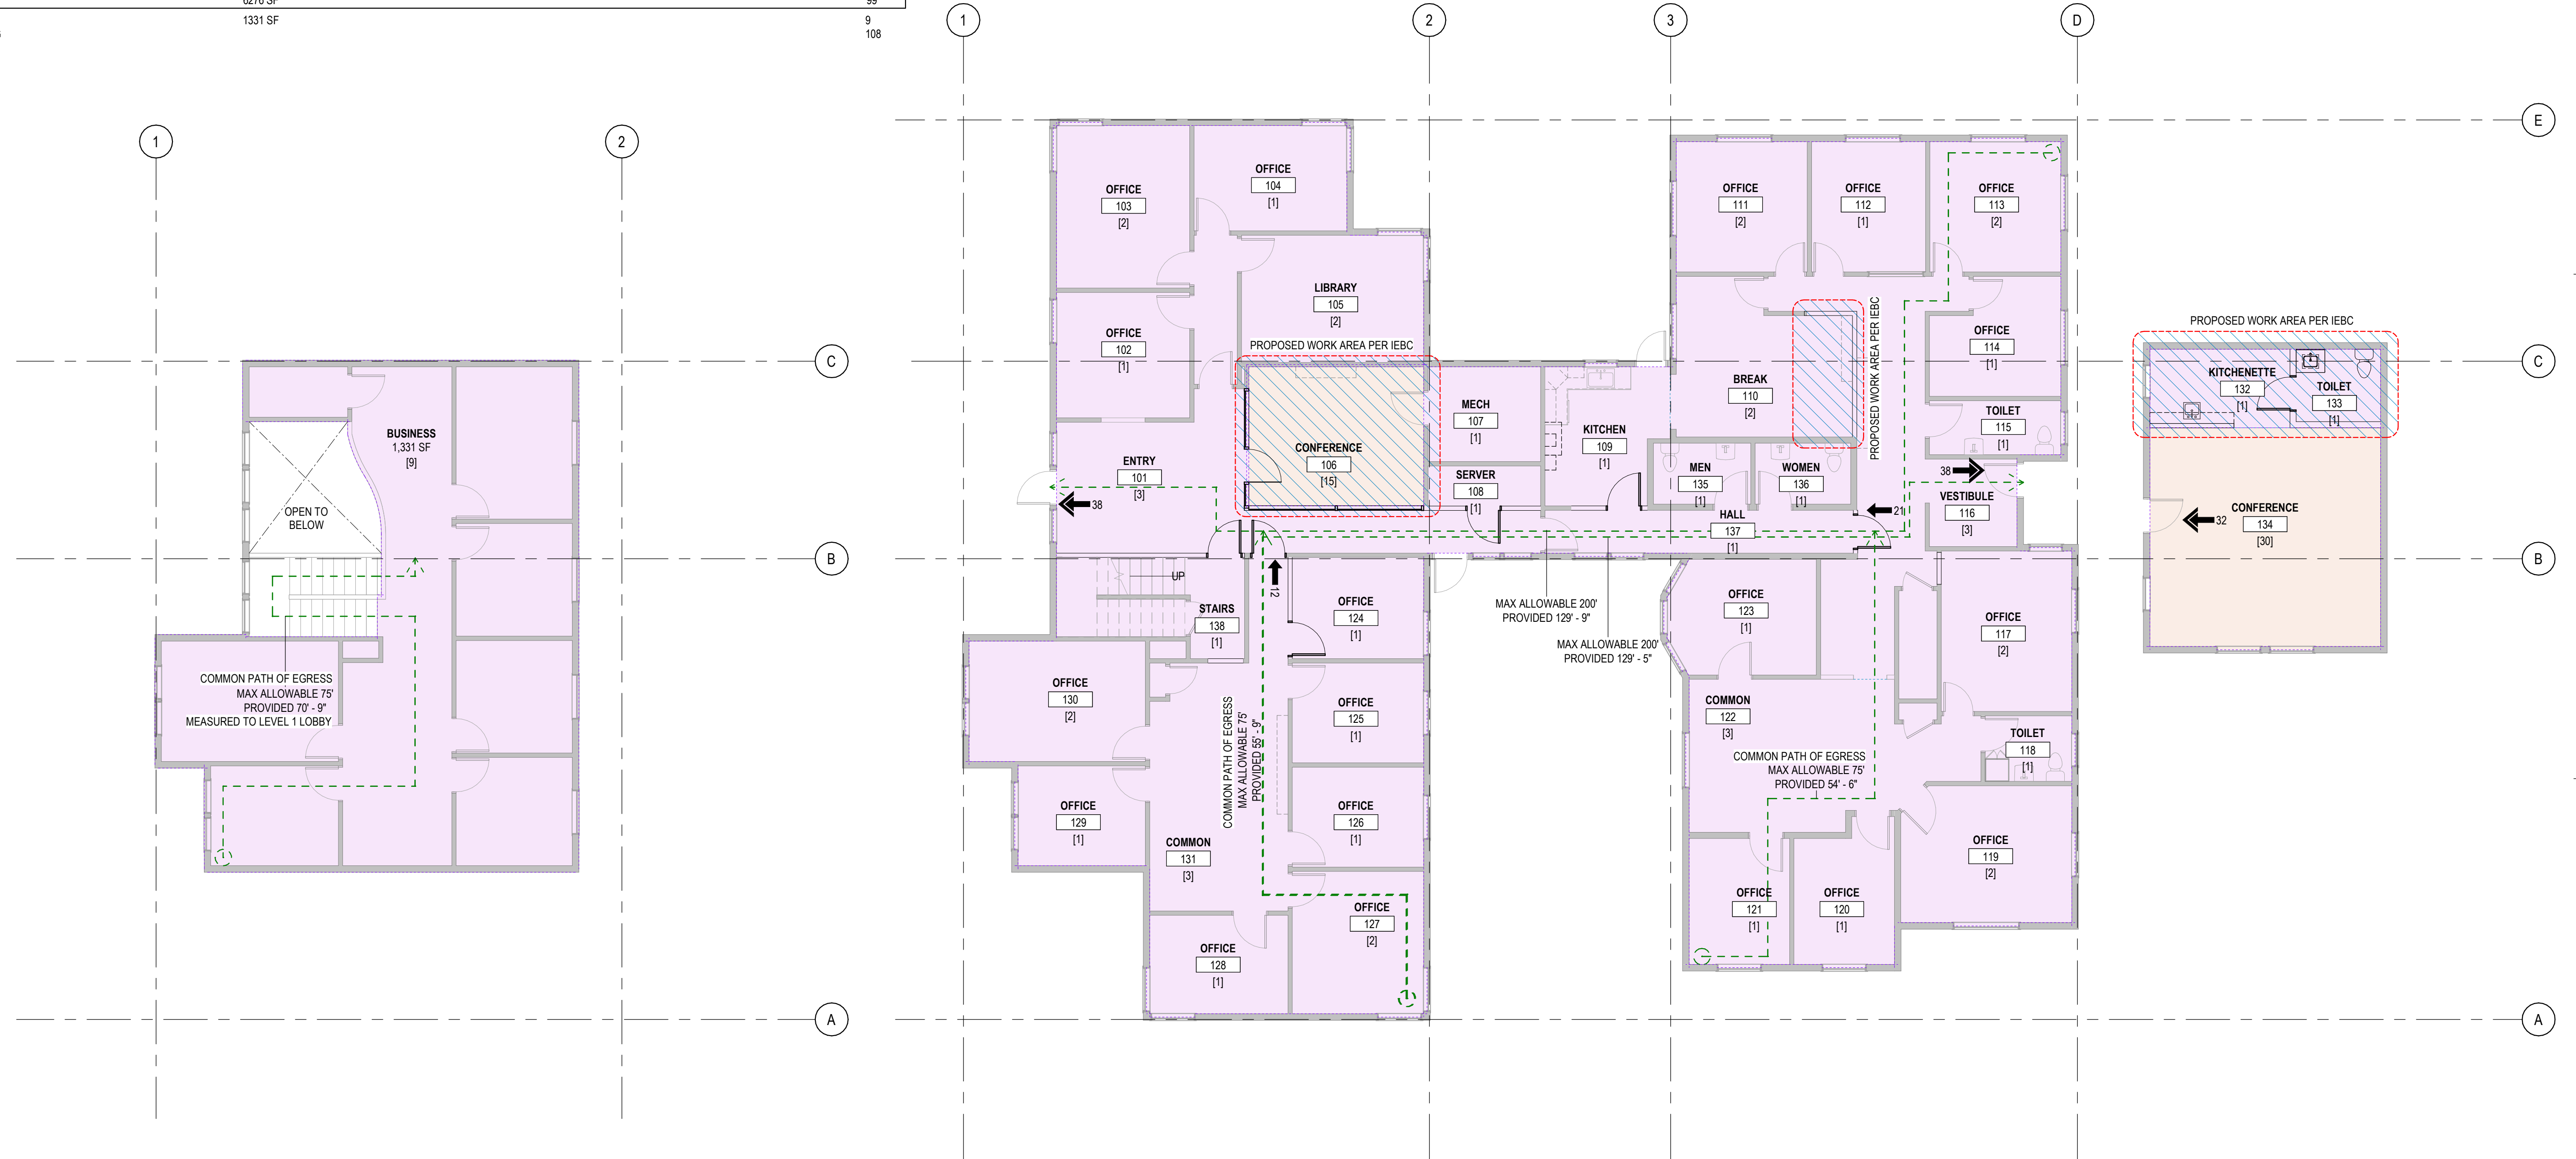 6276 SF
99
1331 SF
9
108
1
2
C
B
A
BUSINESS
1,331 SF
[9]
OPEN TO
BELOW
COMMON PATH OF EGRESS
MAX ALLOWABLE 75'
PROVIDED 70' - 9"
MEASURED TO LEVEL 1 LOBBY
1
2
3
D
E
C
B
A
OFFICE
103
[2]
OFFICE
104
[1]
LIBRARY
105
[2]
OFFICE
102
[1]
PROPOSED WORK AREA PER IEBC
CONFERENCE
106
[15]
ENTRY
101
[3]
38
MECH
107
[1]
SERVER
108
[1]
KITCHEN
109
[1]
BREAK
110
[2]
PROPOSED WORK AREA PER IEBC
OFFICE
111
[2]
OFFICE
112
[1]
OFFICE
113
[2]
OFFICE
114
[1]
TOILET
115
[1]
38
VESTIBULE
116
[3]
MEN
135
[1]
WOMEN
136
[1]
21
HALL
137
[1]
UP
STAIRS
138
[1]
12
OFFICE
124
[1]
MAX ALLOWABLE 200'
PROVIDED 129' - 9"
MAX ALLOWABLE 200'
PROVIDED 129' - 5"
OFFICE
123
[1]
OFFICE
117
[2]
OFFICE
130
[2]
OFFICE
125
[1]
COMMON PATH OF EGRESS
MAX ALLOWABLE 75'
PROVIDED 55' - 9"
COMMON
122
[3]
COMMON PATH OF EGRESS
MAX ALLOWABLE 75'
PROVIDED 54' - 6"
TOILET
118
[1]
OFFICE
129
[1]
OFFICE
126
[1]
COMMON
131
[3]
OFFICE
119
[2]
OFFICE
127
[2]
OFFICE
121
[1]
OFFICE
120
[1]
OFFICE
128
[1]
PROPOSED WORK AREA PER IEBC
KITCHENETTE
132
[1]
TOILET
133
[1]
32
CONFERENCE
134
[30]